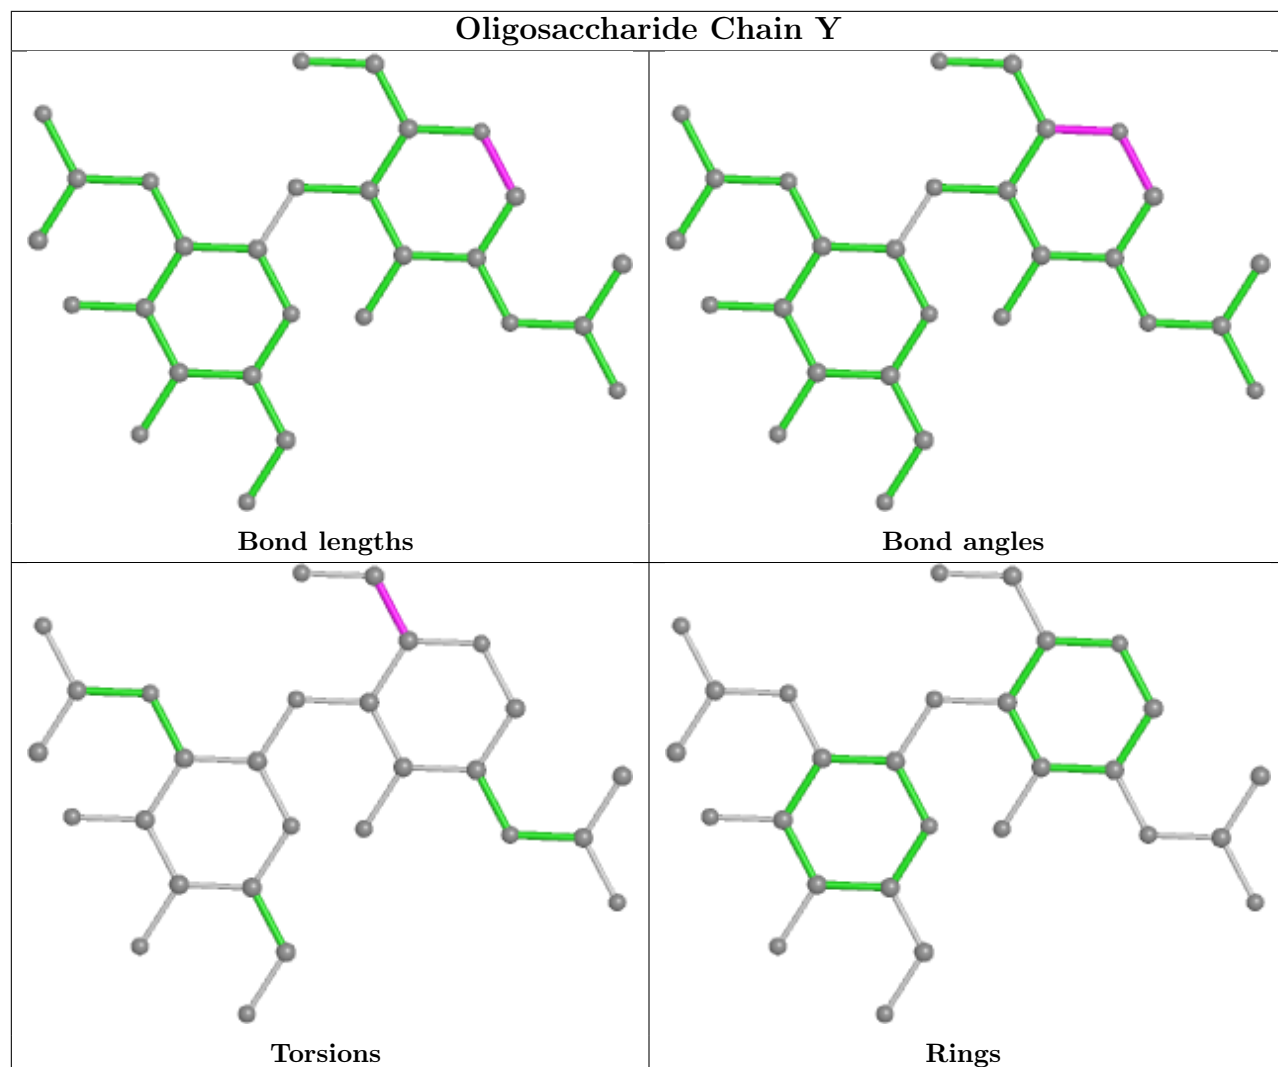 Oligosaccharide Chain Y
Bond lengths
Bond angles
Torsions
Rings